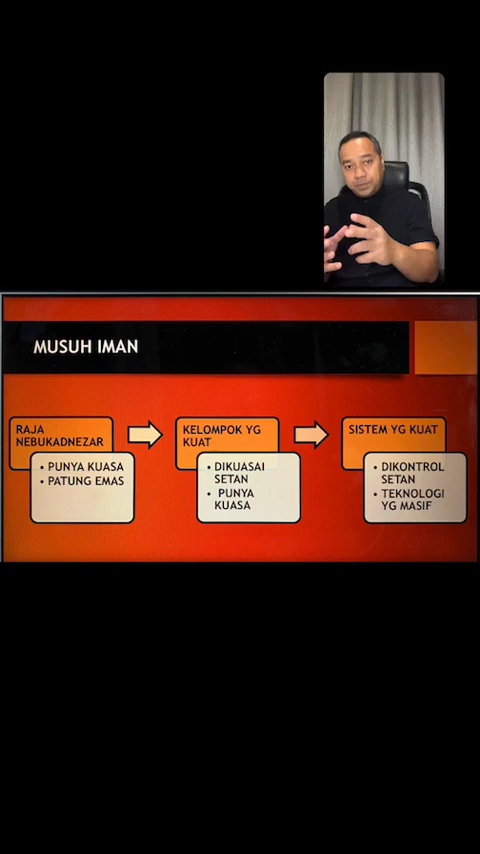 MUSUH IMAN
RAJA
NEBUKADNEZAR
• PUNYA KUASA
• PATUNG EMAS
KELOMPOK YG
KUAT
• DIKUASAI
SETAN
• PUNYA
KUASA
SISTEM YG KUAT
• DIKONTROL
SETAN
• TEKNOLOGI
YG MASIF